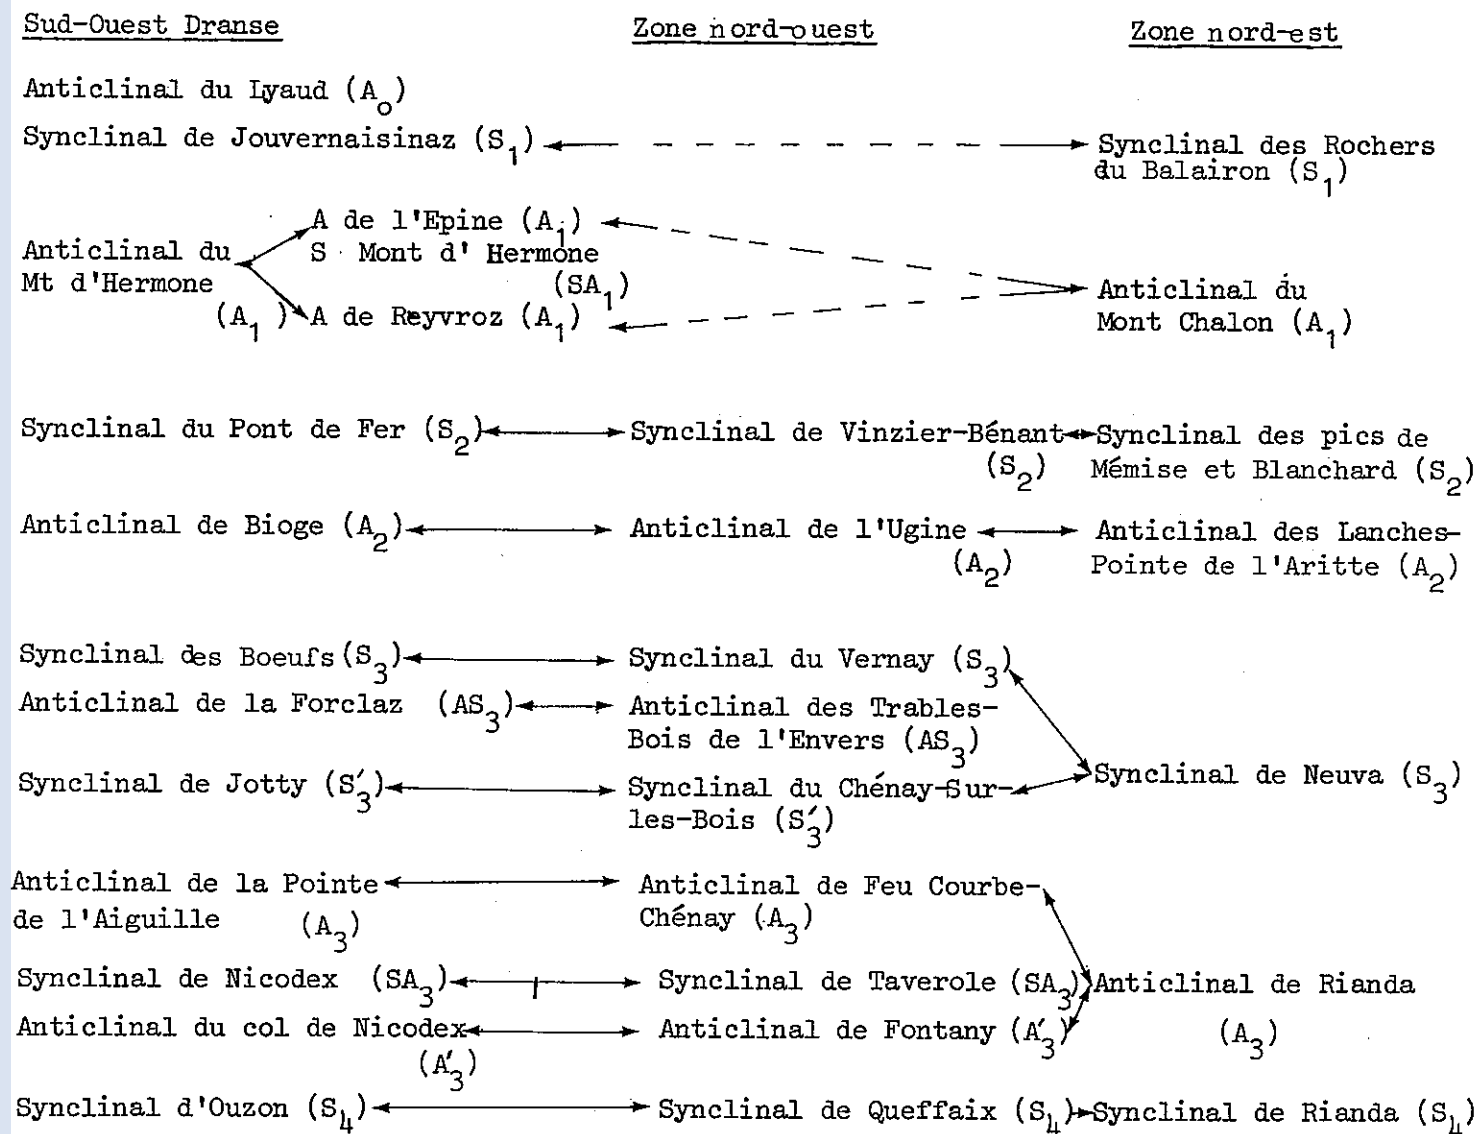 Sud-Ouest Dranse Zone nord-ouest Zone nord-est
Anticlinal du Lyaud (A₀)
Synclinal de Jouvernaisinaz (S₁) Synclinal des Rochers
du Balairon (S₁)
A de l'Epine (A₁)
Anticlinal du S Mont d' Hermone
Mt d'Hermone (SA₁) Anticlinal du
(A₁) A de Reyvroz (A₁) Mont Chalon (A₁)
Synclinal du Pont de Fer (S₂) Synclinal de Vinzier-Bénant Synclinal des pics de
(S₂) Mémise et Blanchard (S₂)
Anticlinal de Bioge (A₂) Anticlinal de l'Ugine Anticlinal des Lanches-
(A₂) Pointe de l'Aritte (A₂)
Synclinal des Boeufs (S₃) Synclinal du Vernay (S₃)
Anticlinal de la Forclaz (AS₃) Anticlinal des Trables-
Bois de l'Envers (AS₃)
Synclinal de Jotty (S'₃) Synclinal du Chénay-Sur- Synclinal de Neuva (S₃)
les-Bois (S'₃)
Anticlinal de la Pointe Anticlinal de Feu Courbe-
de l'Aiguille (A₃) Chénay (A₃)
Synclinal de Nicodex (SA₃) Synclinal de Taverole (SA₃) Anticlinal de Rianda
Anticlinal du col de Nicodex Anticlinal de Fontany (A'₃) (A₃)
(A'₃)
Synclinal d'Ouzon (S₄) Synclinal de Queffaix (S₄) Synclinal de Rianda (S₄)